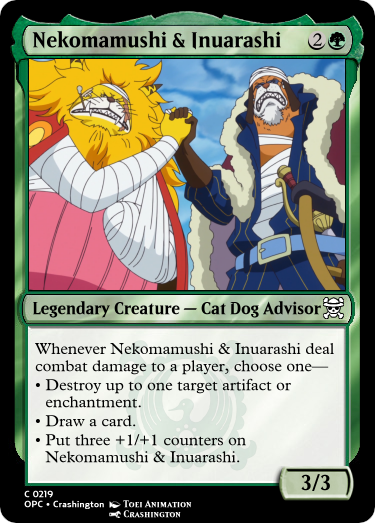 Nekomamushi & Inuarashi 2
Legendary Creature — Cat Dog Advisor
Whenever Nekomamushi & Inuarashi deal
combat damage to a player, choose one—
• Destroy up to one target artifact or
enchantment.
• Draw a card.
• Put three +1/+1 counters on
Nekomamushi & Inuarashi.
3/3
C 0219
OPC • Crashington TOEI ANIMATION
CRASHINGTON